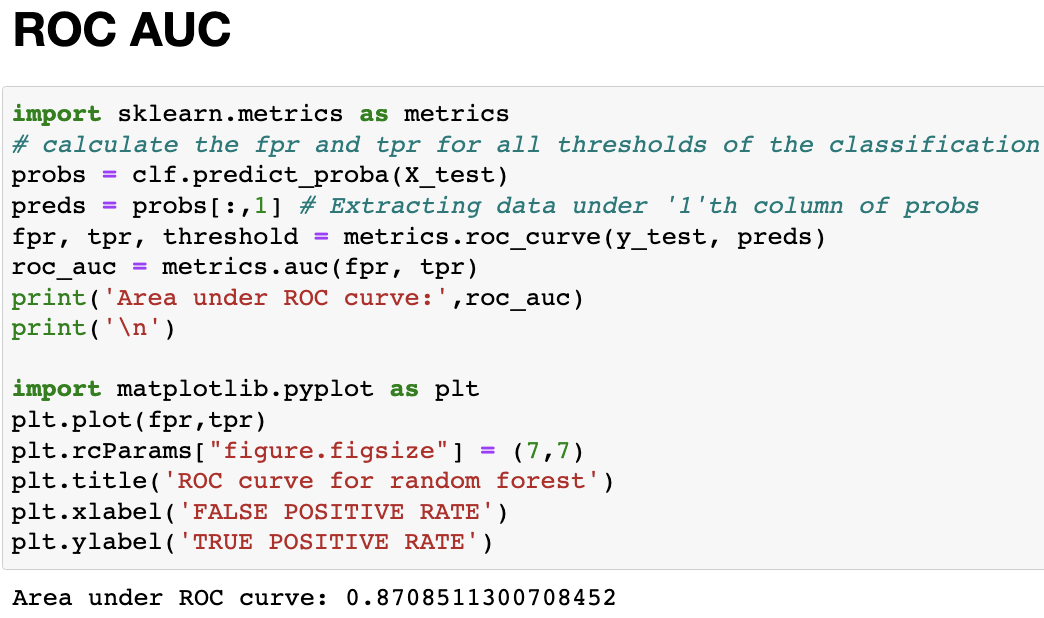 ROC AUC
import sklearn.metrics as metrics
# calculate the fpr and tpr for all thresholds of the classification
probs = clf.predict_proba(X_test)
preds = probs[:,1] # Extracting data under '1'th column of probs
fpr, tpr, threshold = metrics.roc_curve(y_test, preds)
roc_auc = metrics.auc(fpr, tpr)
print('Area under ROC curve:',roc_auc)
print('\n')
import matplotlib.pyplot as plt
plt.plot(fpr,tpr)
plt.rcParams["figure.figsize"] = (7,7)
plt.title('ROC curve for random forest')
plt.xlabel('FALSE POSITIVE RATE')
plt.ylabel('TRUE POSITIVE RATE')
Area under ROC curve: 0.8708511300708452